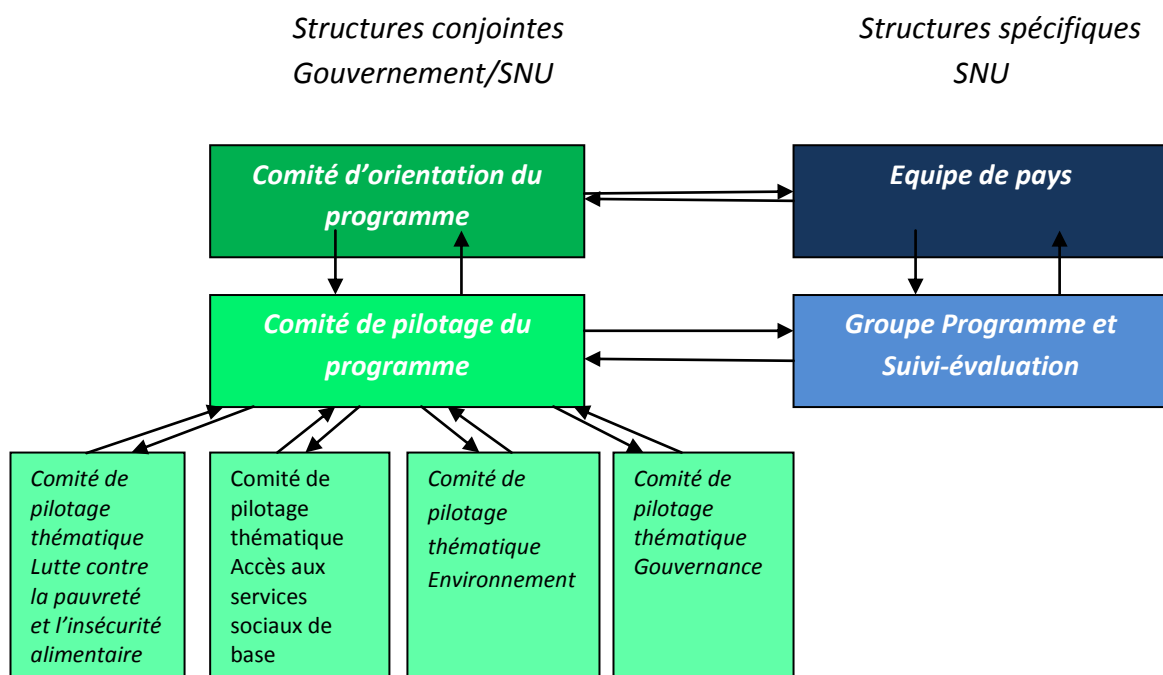 Structures conjointes
Gouvernement/SNU
Structures spécifiques
SNU
Comité d'orientation du
programme
Equipe de pays
Comité de pilotage du
programme
Groupe Programme et
Suivi-évaluation
Comité de
pilotage
thématique
Lutte contre
la pauvreté
et l'insécurité
alimentaire
Comité de
pilotage
thématique
Accès aux
services
sociaux de
base
Comité de
pilotage
thématique
Environnement
Comité de
pilotage
thématique
Gouvernance